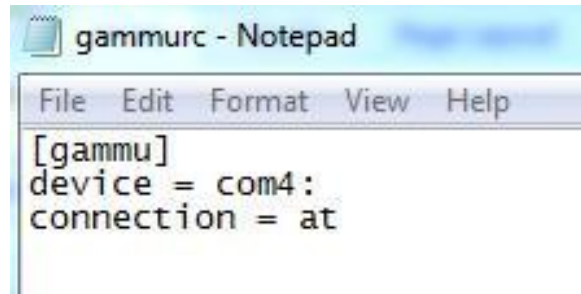 gammurc - Notepad
File Edit Format View Help
[gammu]
device = com4:
connection = at